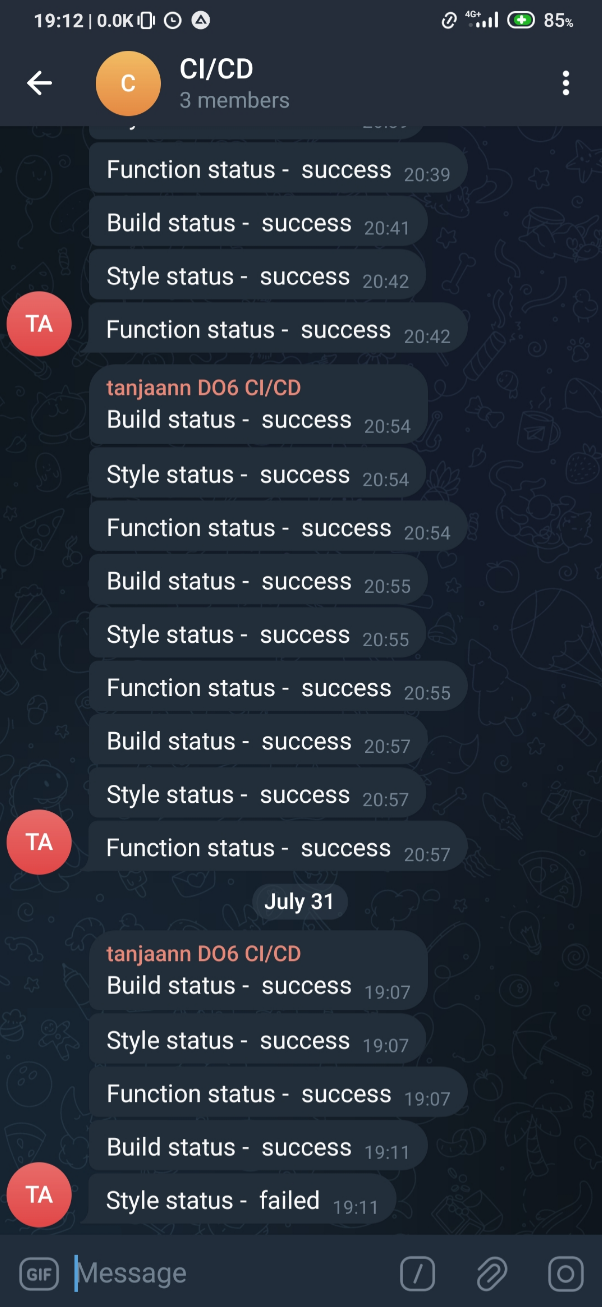 19:12 | 0.0K 4G+ 85%
C
CI/CD
3 members
Function status - success 20:39
Build status - success 20:41
Style status - success 20:42
TA
Function status - success 20:42
tanjaann DO6 CI/CD
Build status - success 20:54
Style status - success 20:54
Function status - success 20:54
Build status - success 20:55
Style status - success 20:55
Function status - success 20:55
Build status - success 20:57
Style status - success 20:57
TA
Function status - success 20:57
July 31
tanjaann DO6 CI/CD
Build status - success 19:07
Style status - success 19:07
Function status - success 19:07
Build status - success 19:11
TA
Style status - failed 19:11
GIF Message /